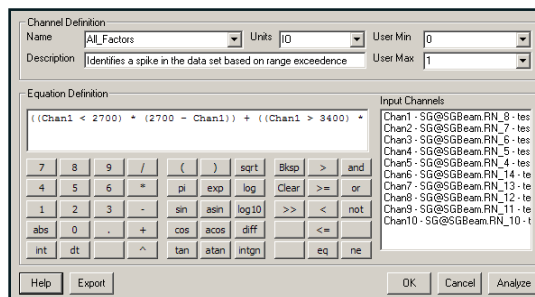 Channel Definition
Name All_Factors Units IO User Min 0
Description Identifies a spike in the data set based on range exceedence User Max 1
Equation Definition
((Chan1 < 2700) * (2700 - Chan1)) + ((Chan1 > 3400) *
Input Channels
Chan1 - SG@SGBeam.RN_8 - tes
Chan2 - SG@SGBeam.RN_7 - tes
Chan3 - SG@SGBeam.RN_6 - tes
Chan4 - SG@SGBeam.RN_5 - tes
Chan5 - SG@SGBeam.RN_4 - tes
Chan6 - SG@SGBeam.RN_14 - te
Chan7 - SG@SGBeam.RN_13 - te
Chan8 - SG@SGBeam.RN_12 - te
Chan9 - SG@SGBeam.RN_11 - te
Chan10 - SG@SGBeam.RN_10 - t
7 8 9 / ( ) sqrt Bksp > and
4 5 6 * pi exp log Clear >= or
1 2 3 - sin asin log10 >> < not
abs 0 . + cos acos diff <=
int dt ^ tan atan intgn eq ne
Help Export OK Cancel Analyze